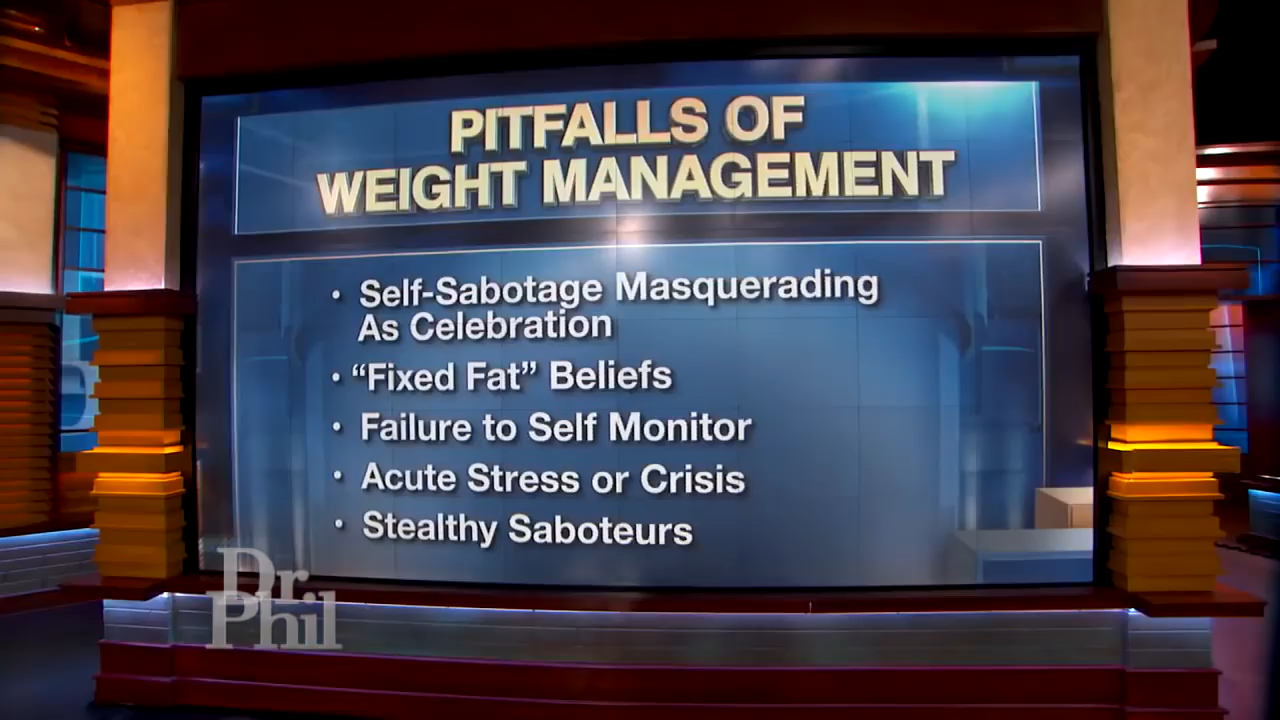 PITFALLS OF
WEIGHT MANAGEMENT
• Self-Sabotage Masquerading
As Celebration
• “Fixed Fat” Beliefs
• Failure to Self Monitor
• Acute Stress or Crisis
• Stealthy Saboteurs
Dr.
Phil